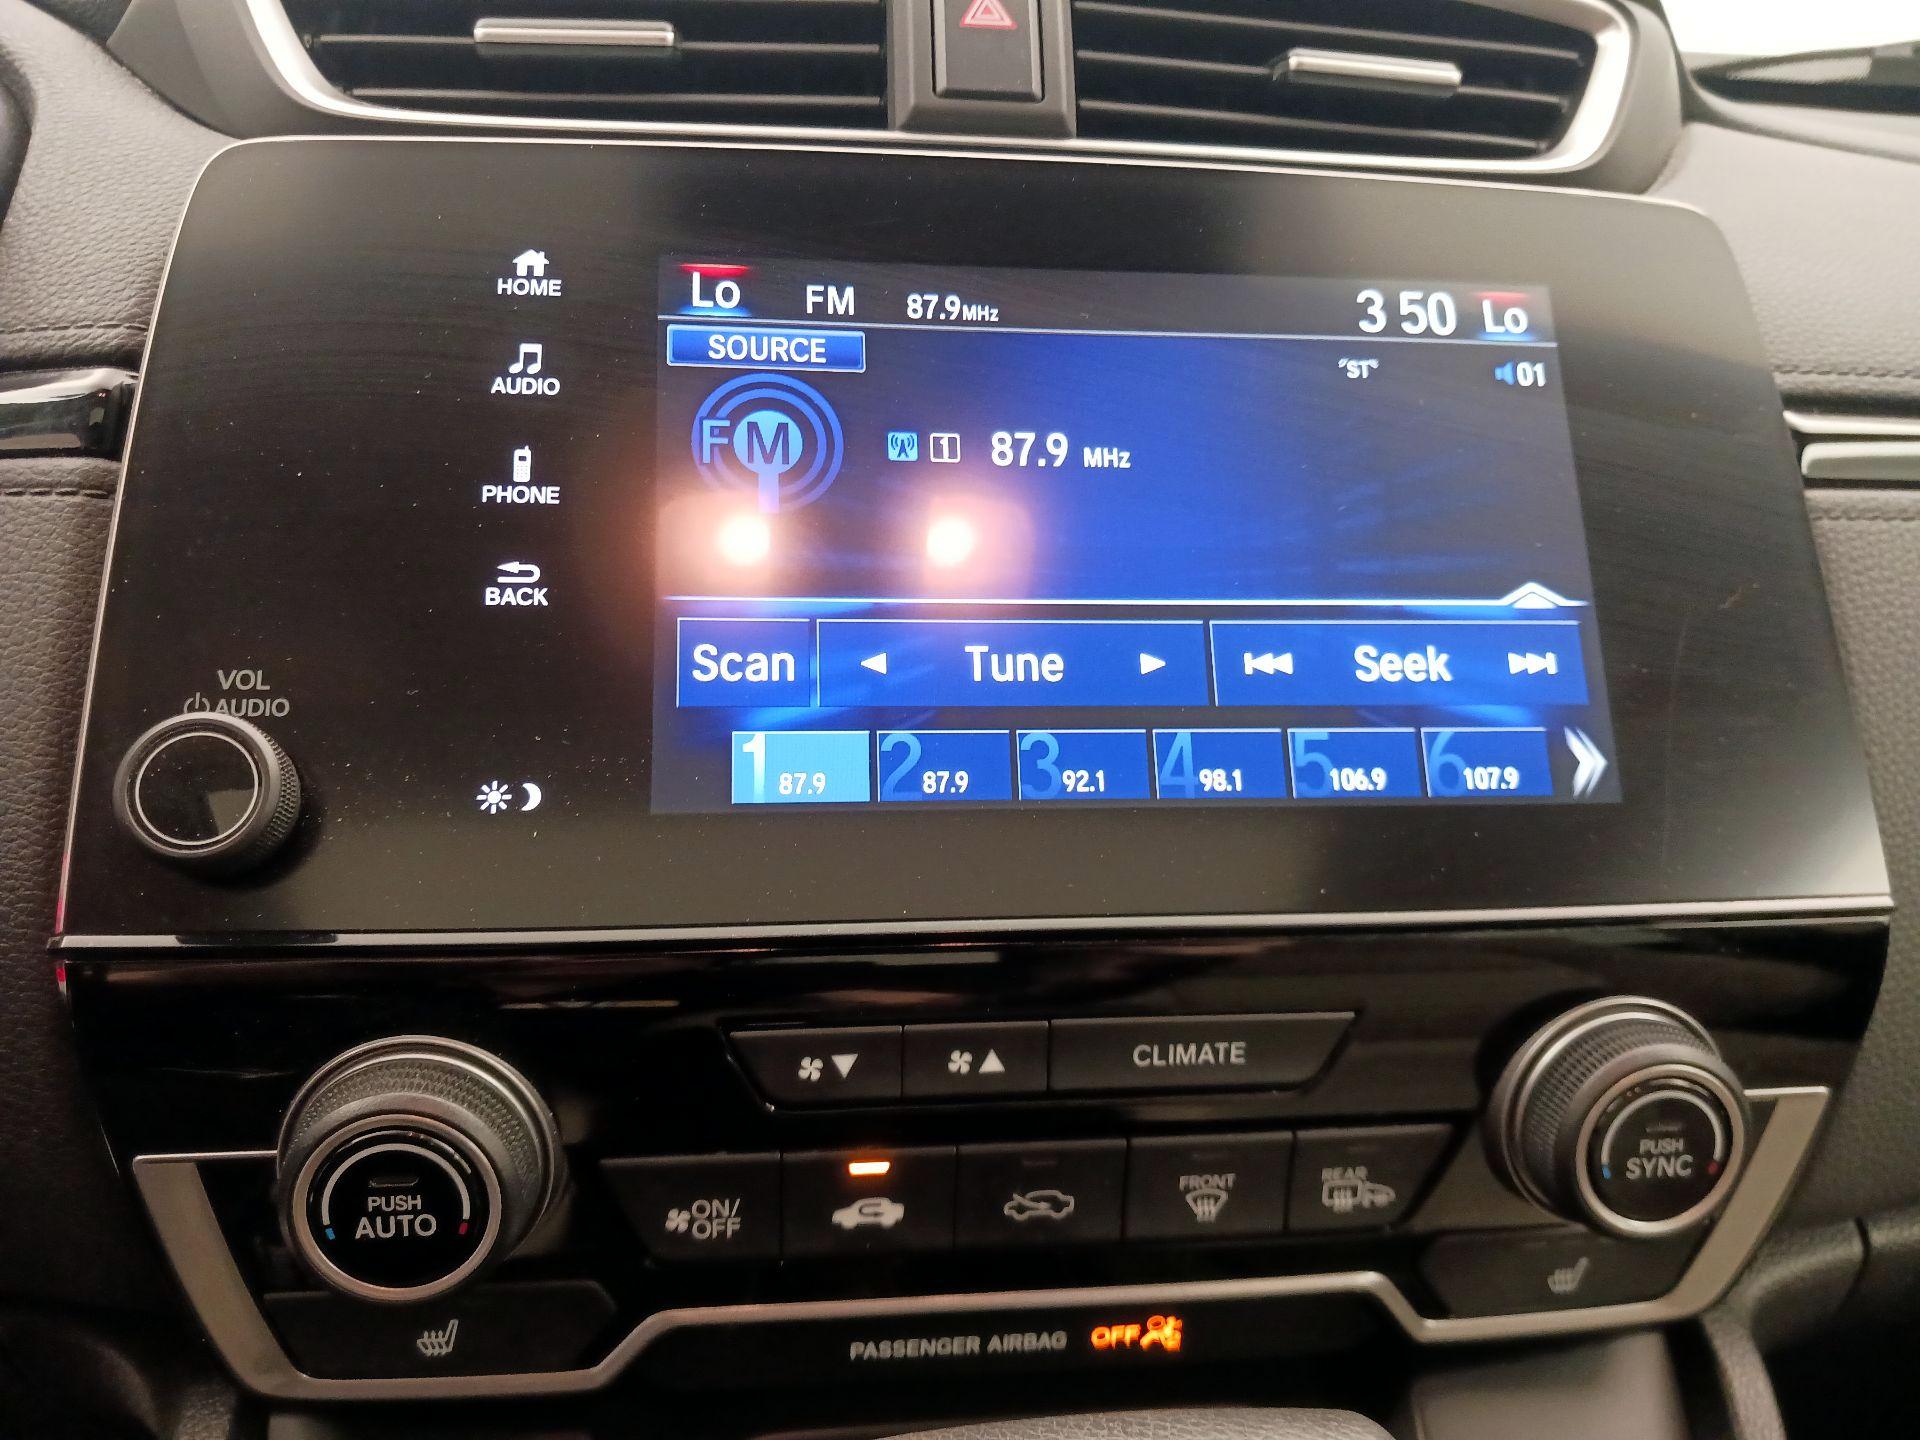 Lo FM 87.9MHz 3 50 Lo
HOME
SOURCE
"ST" 01
AUDIO
FM 1 87.9 MHz
PHONE
BACK
Scan Tune Seek
VOL
AUDIO
1 87.9 2 87.9 3 92.1 4 98.1 5 106.9 6 107.9
CLIMATE
PUSH
AUTO
ON/
OFF
FRONT
REAR
PUSH
SYNC
PASSENGER AIRBAG OFF